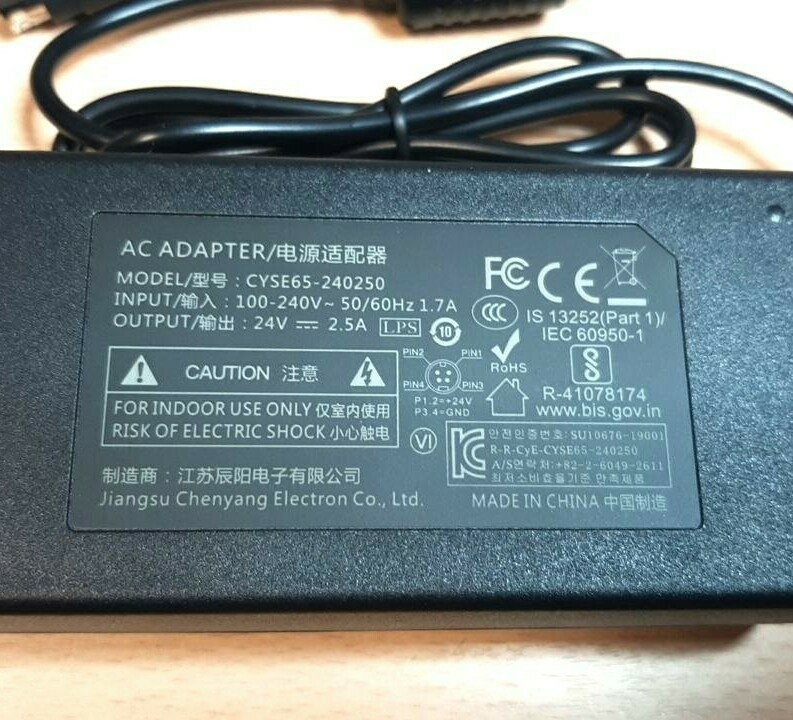 AC ADAPTER/电源适配器
MODEL/型号：CYSE65-240250
INPUT/输入：100-240V~ 50/60Hz 1.7A
OUTPUT/输出：24V ⎓ 2.5A LPS 10
FC CE
CCC
IS 13252(Part 1)/
IEC 60950-1
RoHS
R-41078174
www.bis.gov.in
PIN2 PIN1
PIN4 PIN3
P1.2=+24V
P3.4=GND
CAUTION 注意
FOR INDOOR USE ONLY 仅室内使用
RISK OF ELECTRIC SHOCK 小心触电
VI
KC
안전인증번호: SU10676-19001
R-R-CyE-CYSE65-240250
A/S연락처:+82-2-6049-2611
최저소비효율기준 만족제품
制造商：江苏辰阳电子有限公司
Jiangsu Chenyang Electron Co., Ltd.
MADE IN CHINA 中国制造